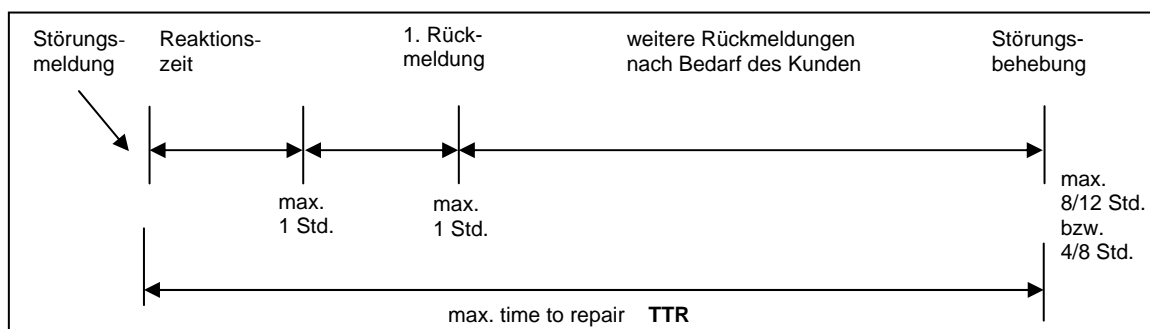 Störungs-
meldung
Reaktions-
zeit
1. Rück-
meldung
weitere Rückmeldungen
nach Bedarf des Kunden
Störungs-
behebung
max.
1 Std.
max.
1 Std.
max.
8/12 Std.
bzw.
4/8 Std.
max. time to repair TTR